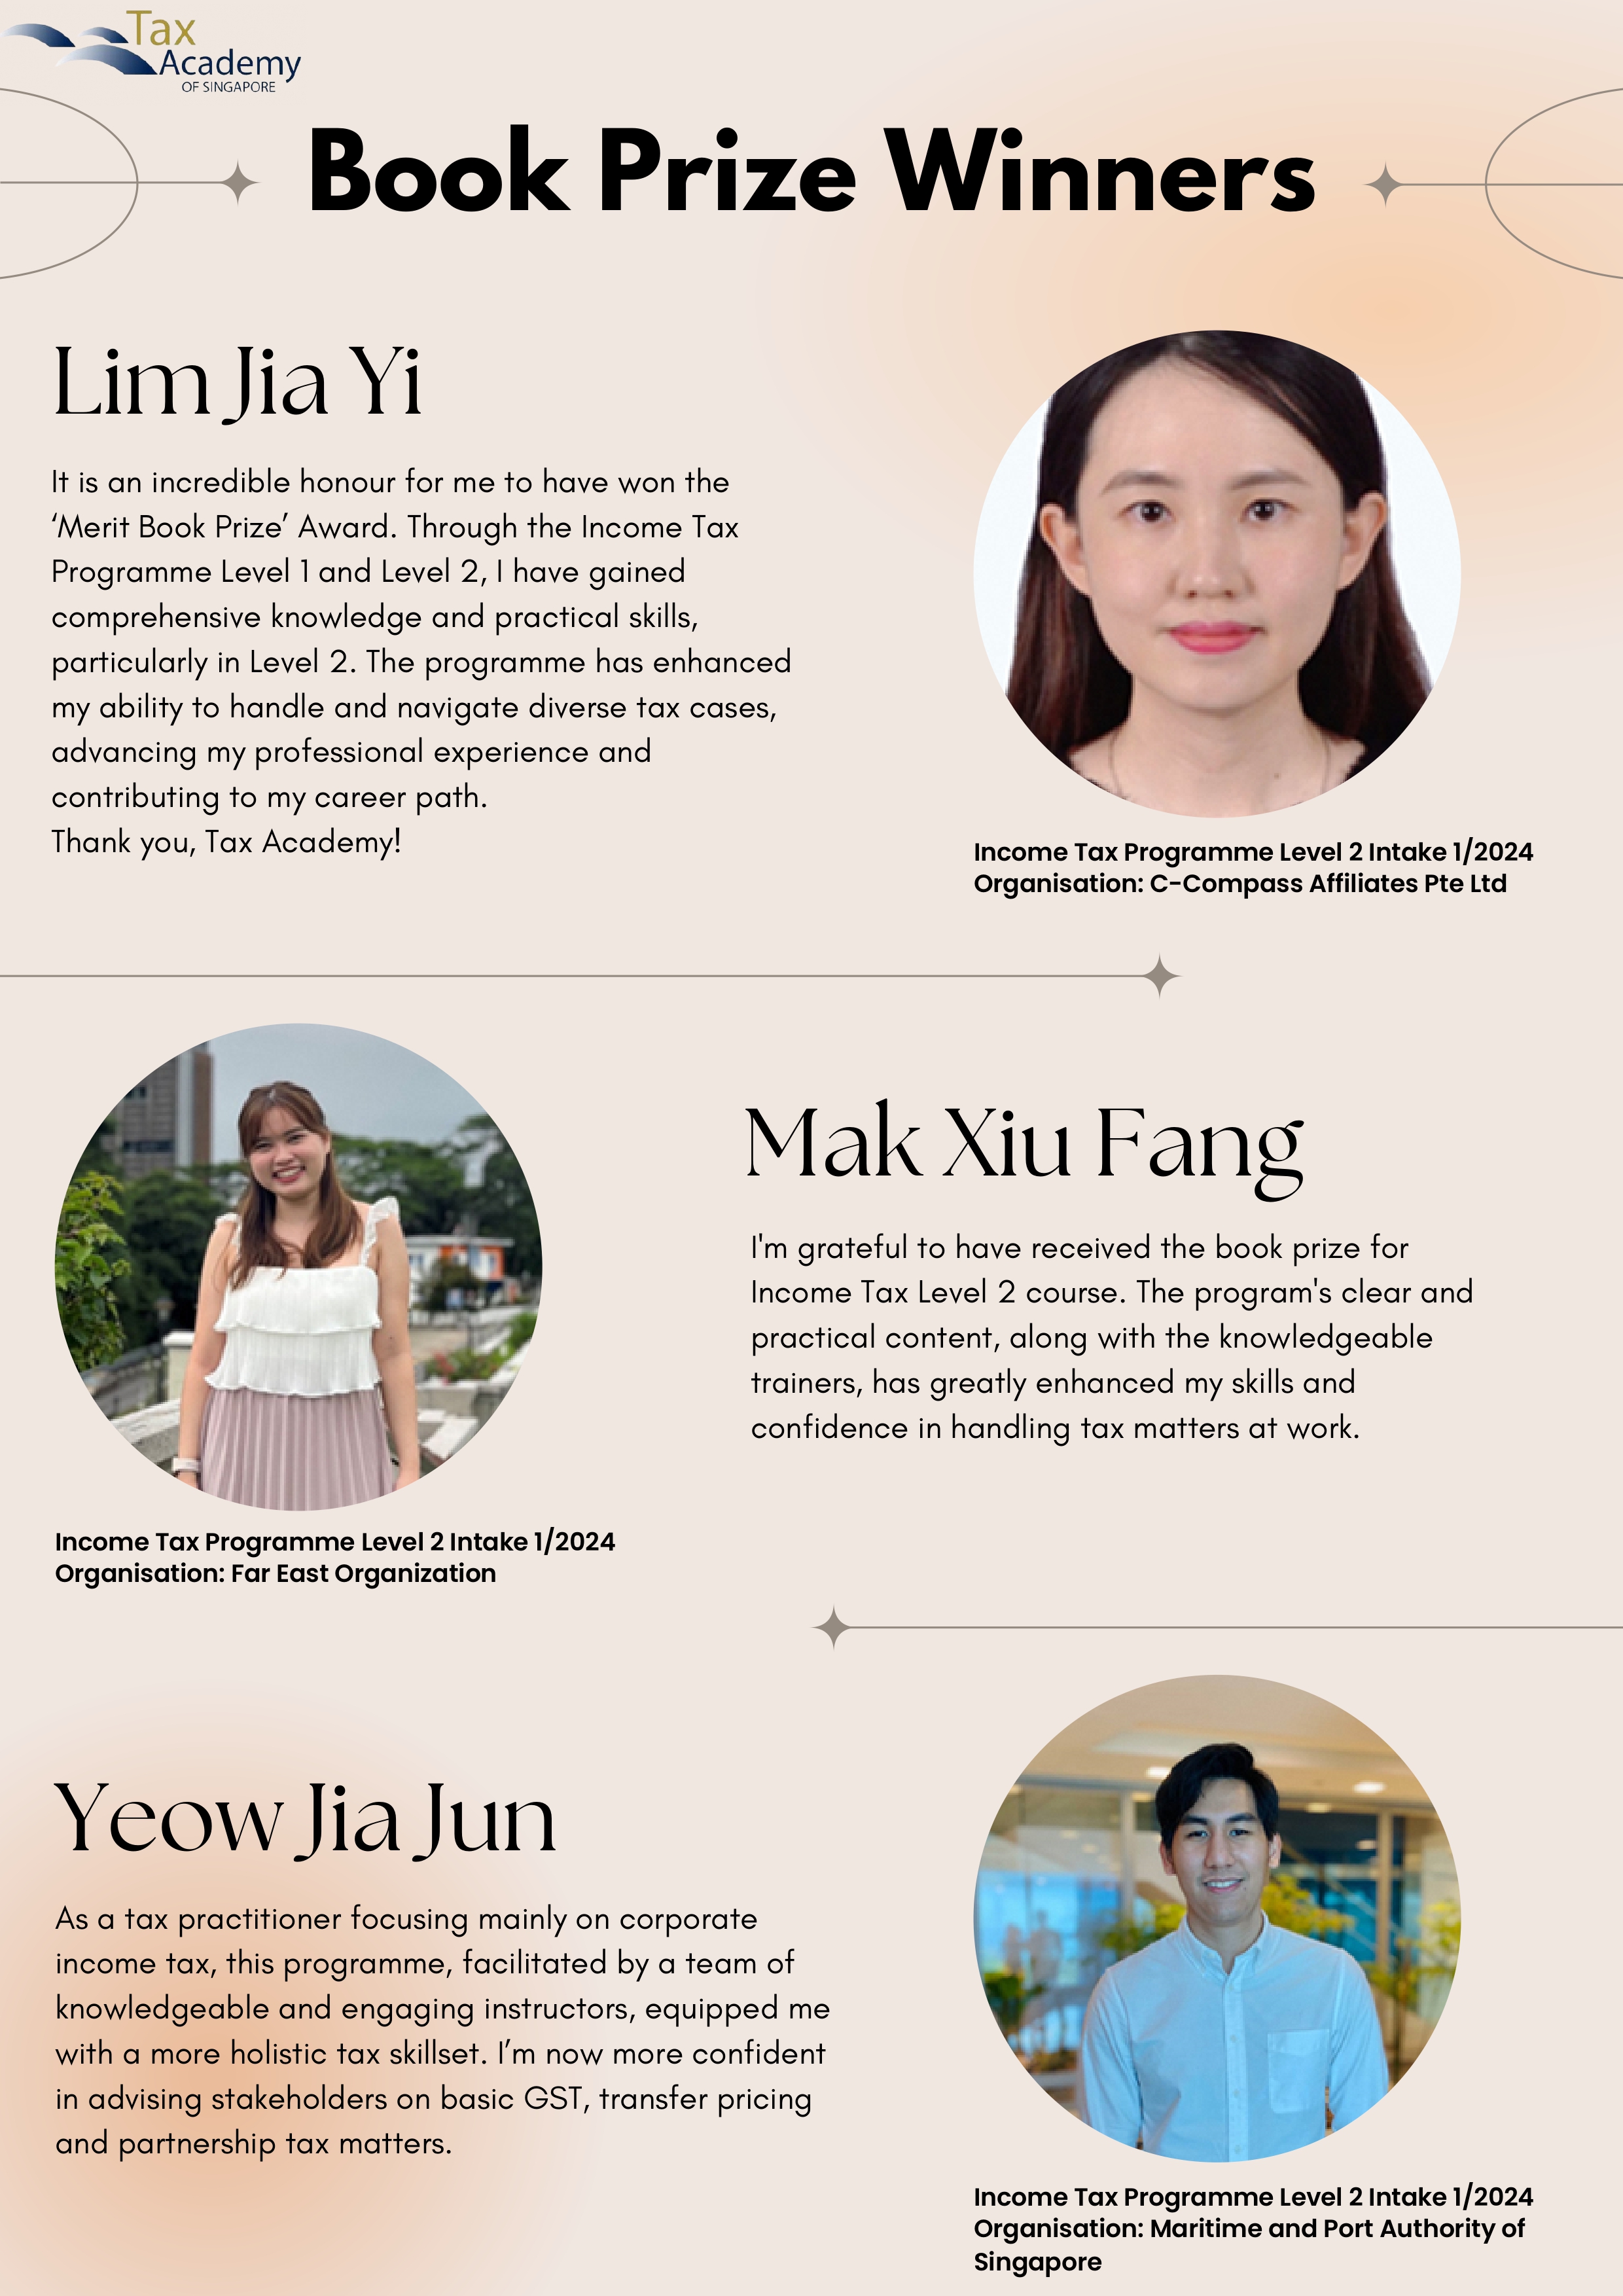 Tax
Academy
OF SINGAPORE
Book Prize Winners
Lim Jia Yi
It is an incredible honour for me to have won the
‘Merit Book Prize’ Award. Through the Income Tax
Programme Level 1 and Level 2, I have gained
comprehensive knowledge and practical skills,
particularly in Level 2. The programme has enhanced
my ability to handle and navigate diverse tax cases,
advancing my professional experience and
contributing to my career path.
Thank you, Tax Academy!
Income Tax Programme Level 2 Intake 1/2024
Organisation: C-Compass Affiliates Pte Ltd
Mak Xiu Fang
I'm grateful to have received the book prize for
Income Tax Level 2 course. The program's clear and
practical content, along with the knowledgeable
trainers, has greatly enhanced my skills and
confidence in handling tax matters at work.
Income Tax Programme Level 2 Intake 1/2024
Organisation: Far East Organization
Yeow Jia Jun
As a tax practitioner focusing mainly on corporate
income tax, this programme, facilitated by a team of
knowledgeable and engaging instructors, equipped me
with a more holistic tax skillset. I’m now more confident
in advising stakeholders on basic GST, transfer pricing
and partnership tax matters.
Income Tax Programme Level 2 Intake 1/2024
Organisation: Maritime and Port Authority of
Singapore